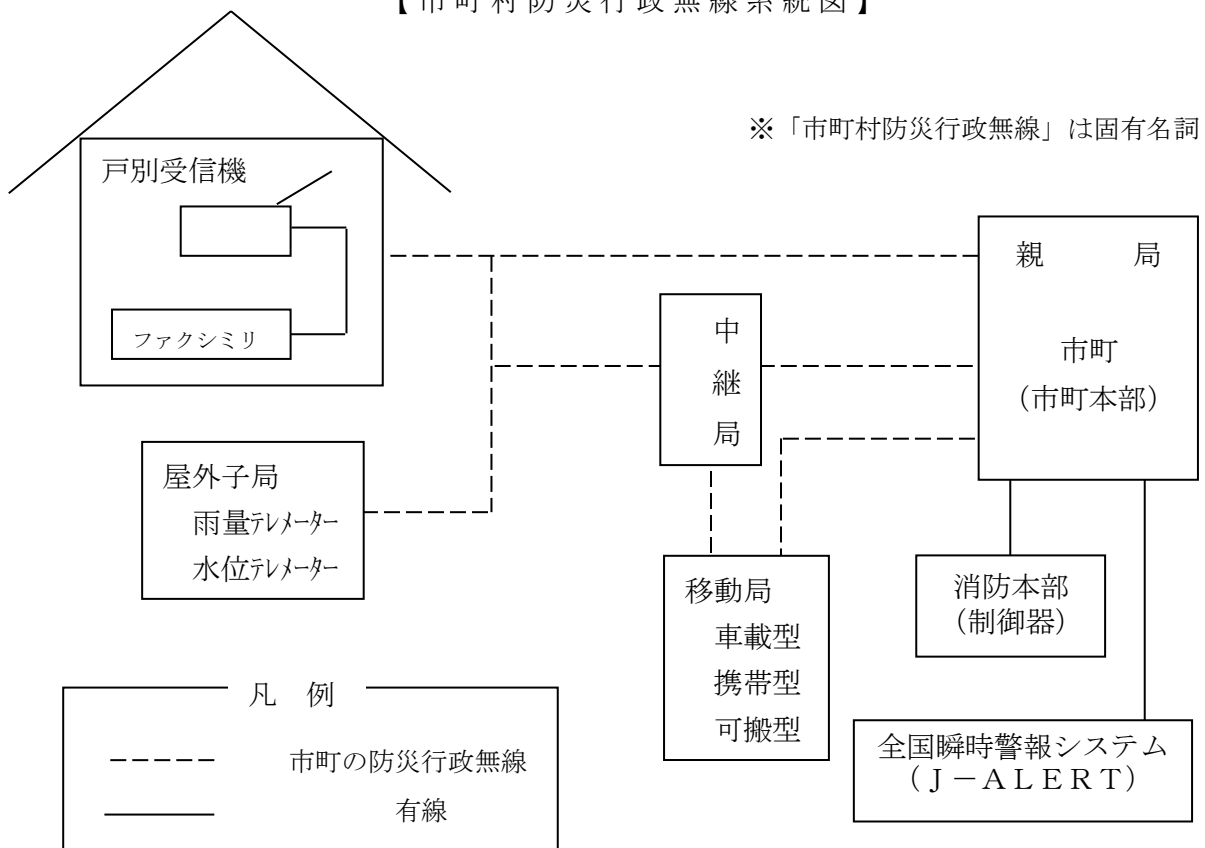 【市町村防災行政無線系統図】
※「市町村防災行政無線」は固有名詞
戸別受信機
ファクシミリ
親　　局
市町
（市町本部）
中
継
局
屋外子局
雨量ﾃﾚﾒｰﾀｰ
水位ﾃﾚﾒｰﾀｰ
移動局
車載型
携帯型
可搬型
消防本部
（制御器）
全国瞬時警報システム
（Ｊ－ＡＬＥＲＴ）
凡　例
市町の防災行政無線
有線